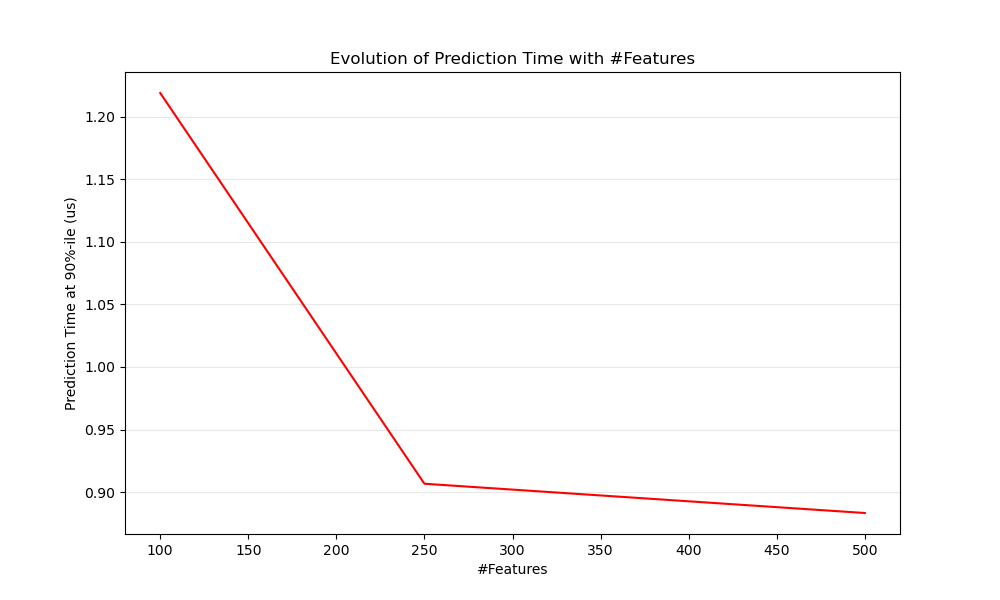 Evolution of Prediction Time with #Features
Prediction Time at 90%-ile (us)
1.20
1.15
1.10
1.05
1.00
0.95
0.90
100 150 200 250 300 350 400 450 500
#Features